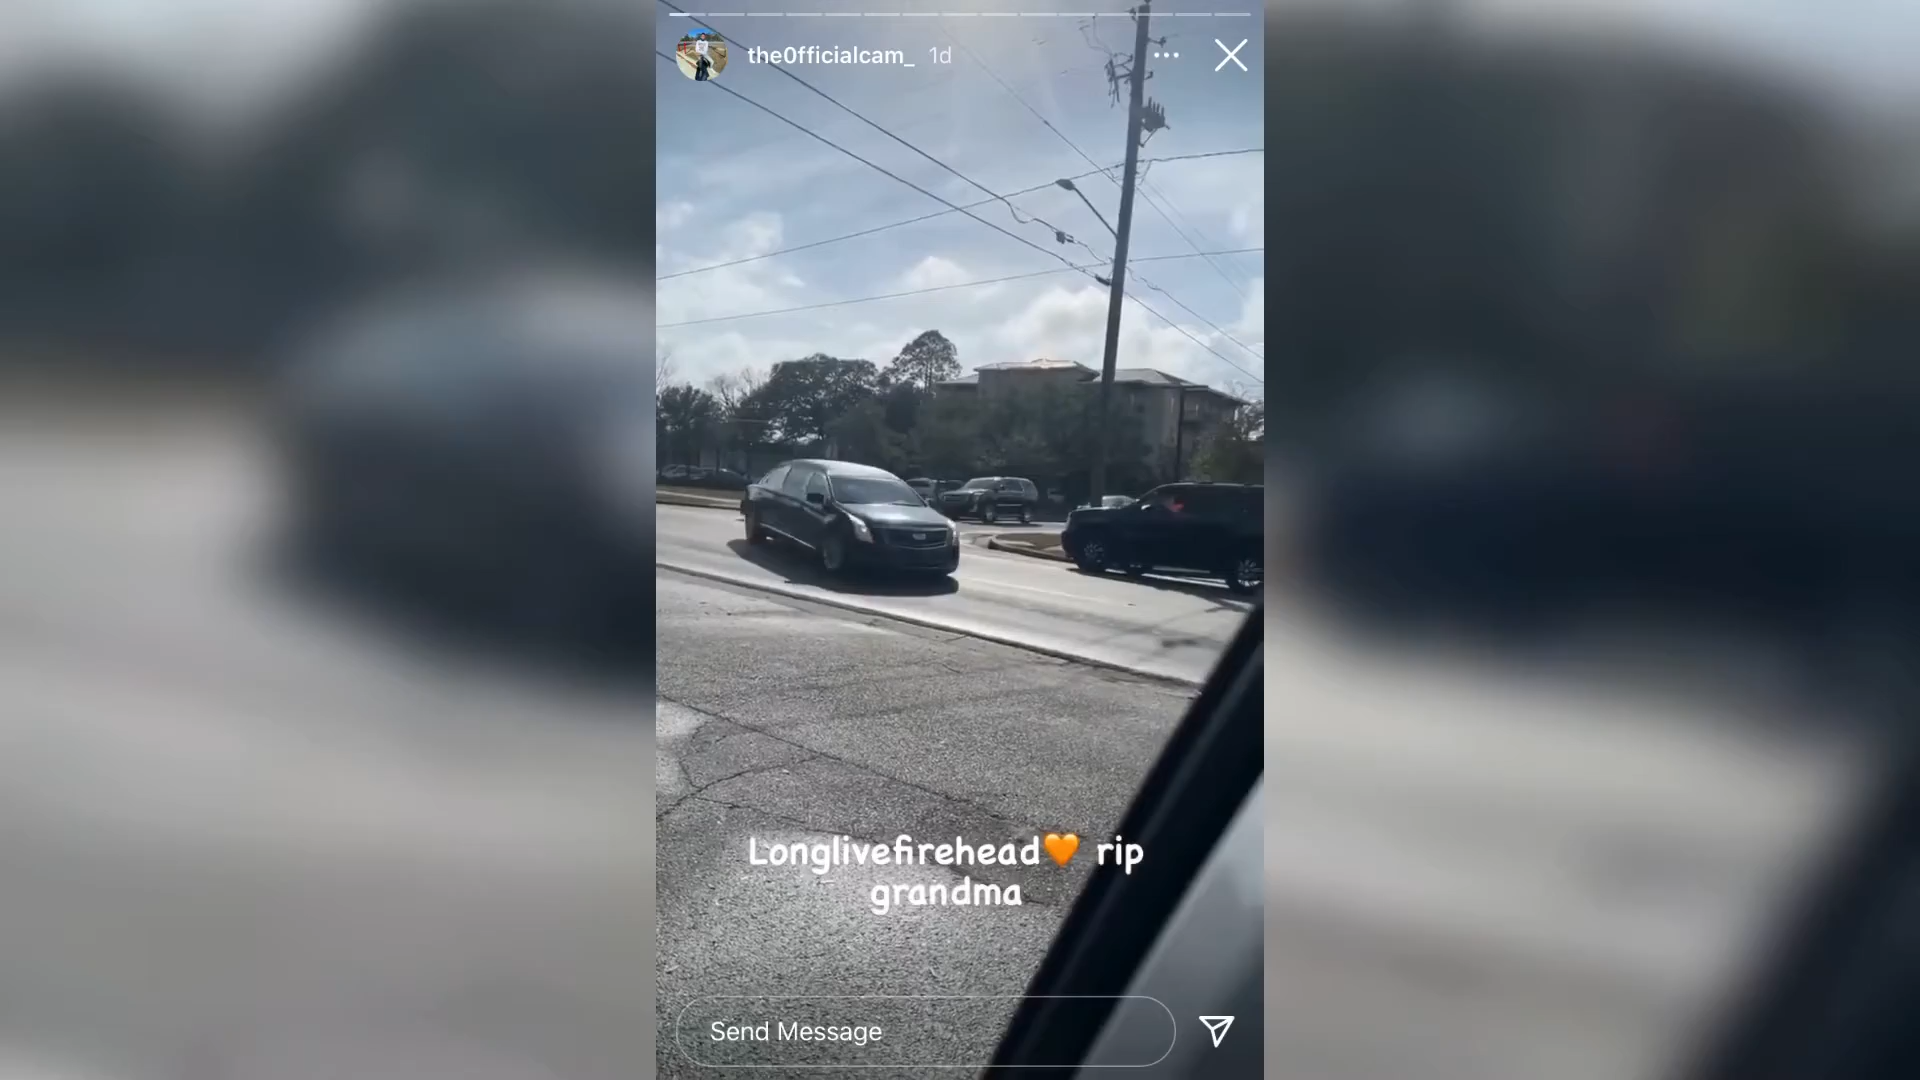 the0fficialcam_ 1d
Longlivefirehead🧡 rip
grandma
Send Message